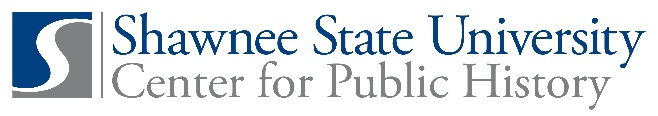 Shawnee State University
Center for Public History